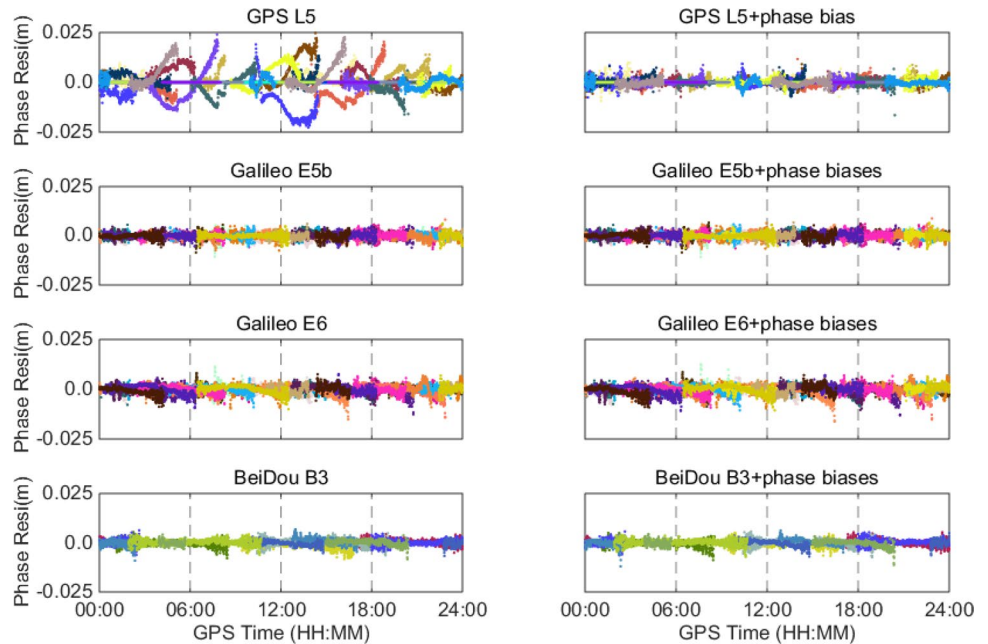 GPS L5
GPS L5+phase bias
Phase Resi(m)
0.025
0.0
-0.025
Galileo E5b
Galileo E5b+phase biases
Phase Resi(m)
0.025
0.0
-0.025
Galileo E6
Galileo E6+phase biases
Phase Resi(m)
0.025
0.0
-0.025
BeiDou B3
BeiDou B3+phase biases
Phase Resi(m)
0.025
0.0
-0.025
00:00 06:00 12:00 18:00 24:00
00:00 06:00 12:00 18:00 24:00
GPS Time (HH:MM)
GPS Time (HH:MM)